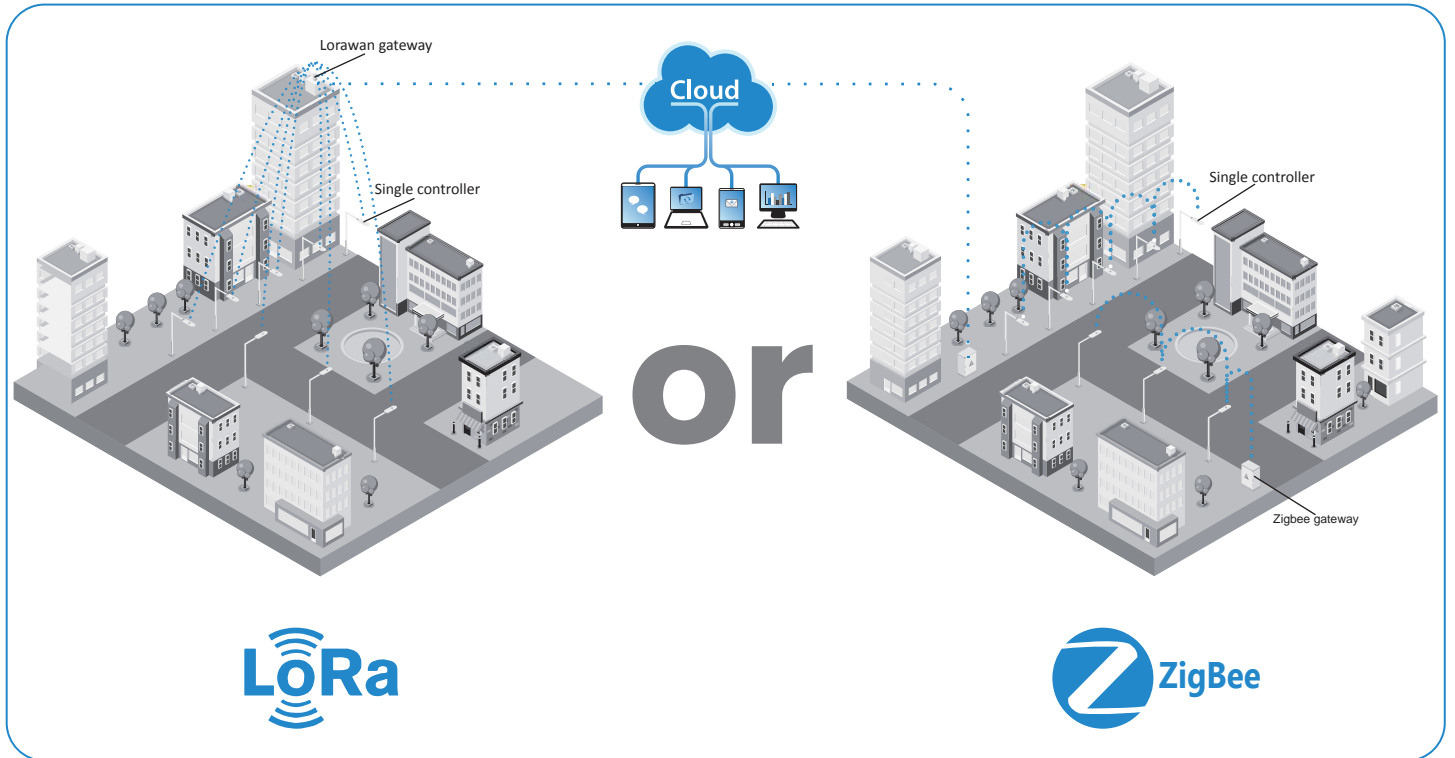 Lorawan gateway
Cloud
Single controller
Single controller
or
Zigbee gateway
LoRa
ZigBee